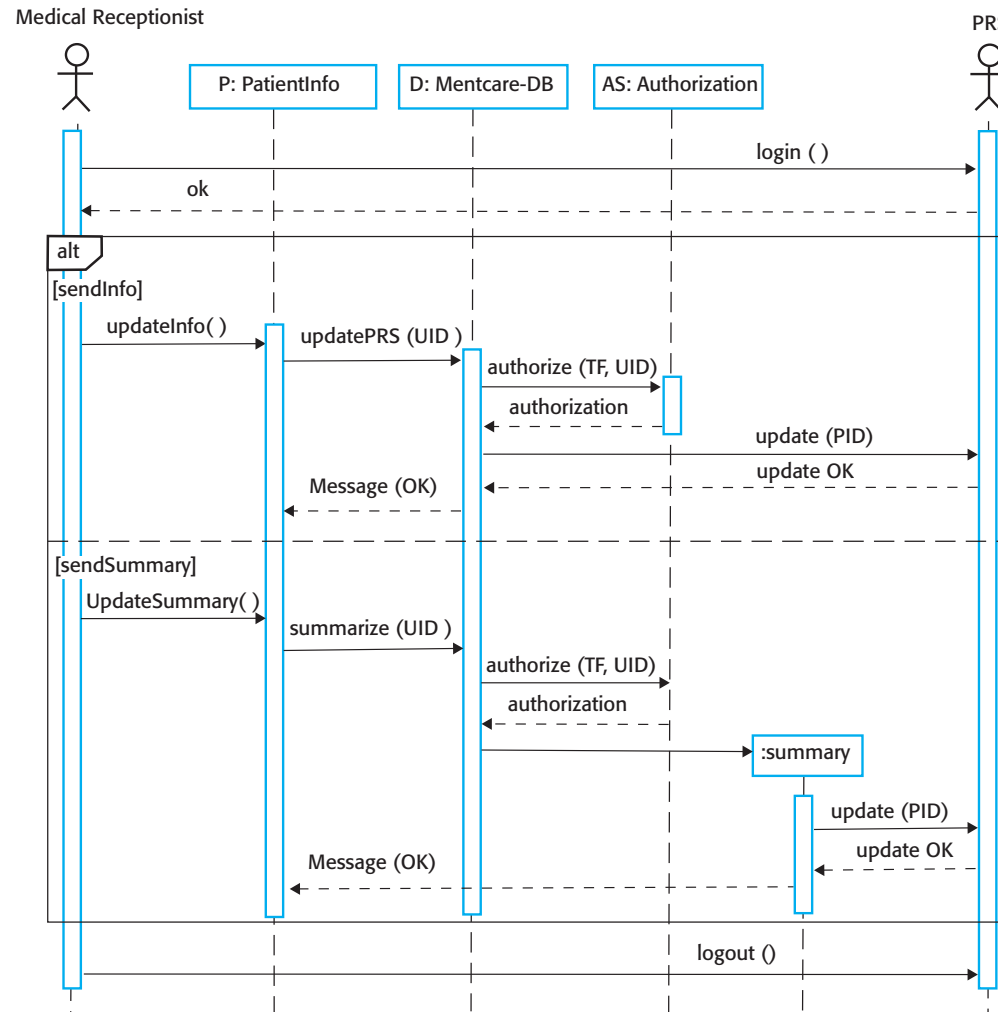 Medical Receptionist
PRS
P: PatientInfo
D: Mentcare-DB
AS: Authorization
login ( )
ok
alt
[sendInfo]
updateInfo( )
updatePRS (UID )
authorize (TF, UID)
authorization
update (PID)
update OK
Message (OK)
[sendSummary]
UpdateSummary( )
summarize (UID )
authorize (TF, UID)
authorization
:summary
update (PID)
update OK
Message (OK)
logout ()